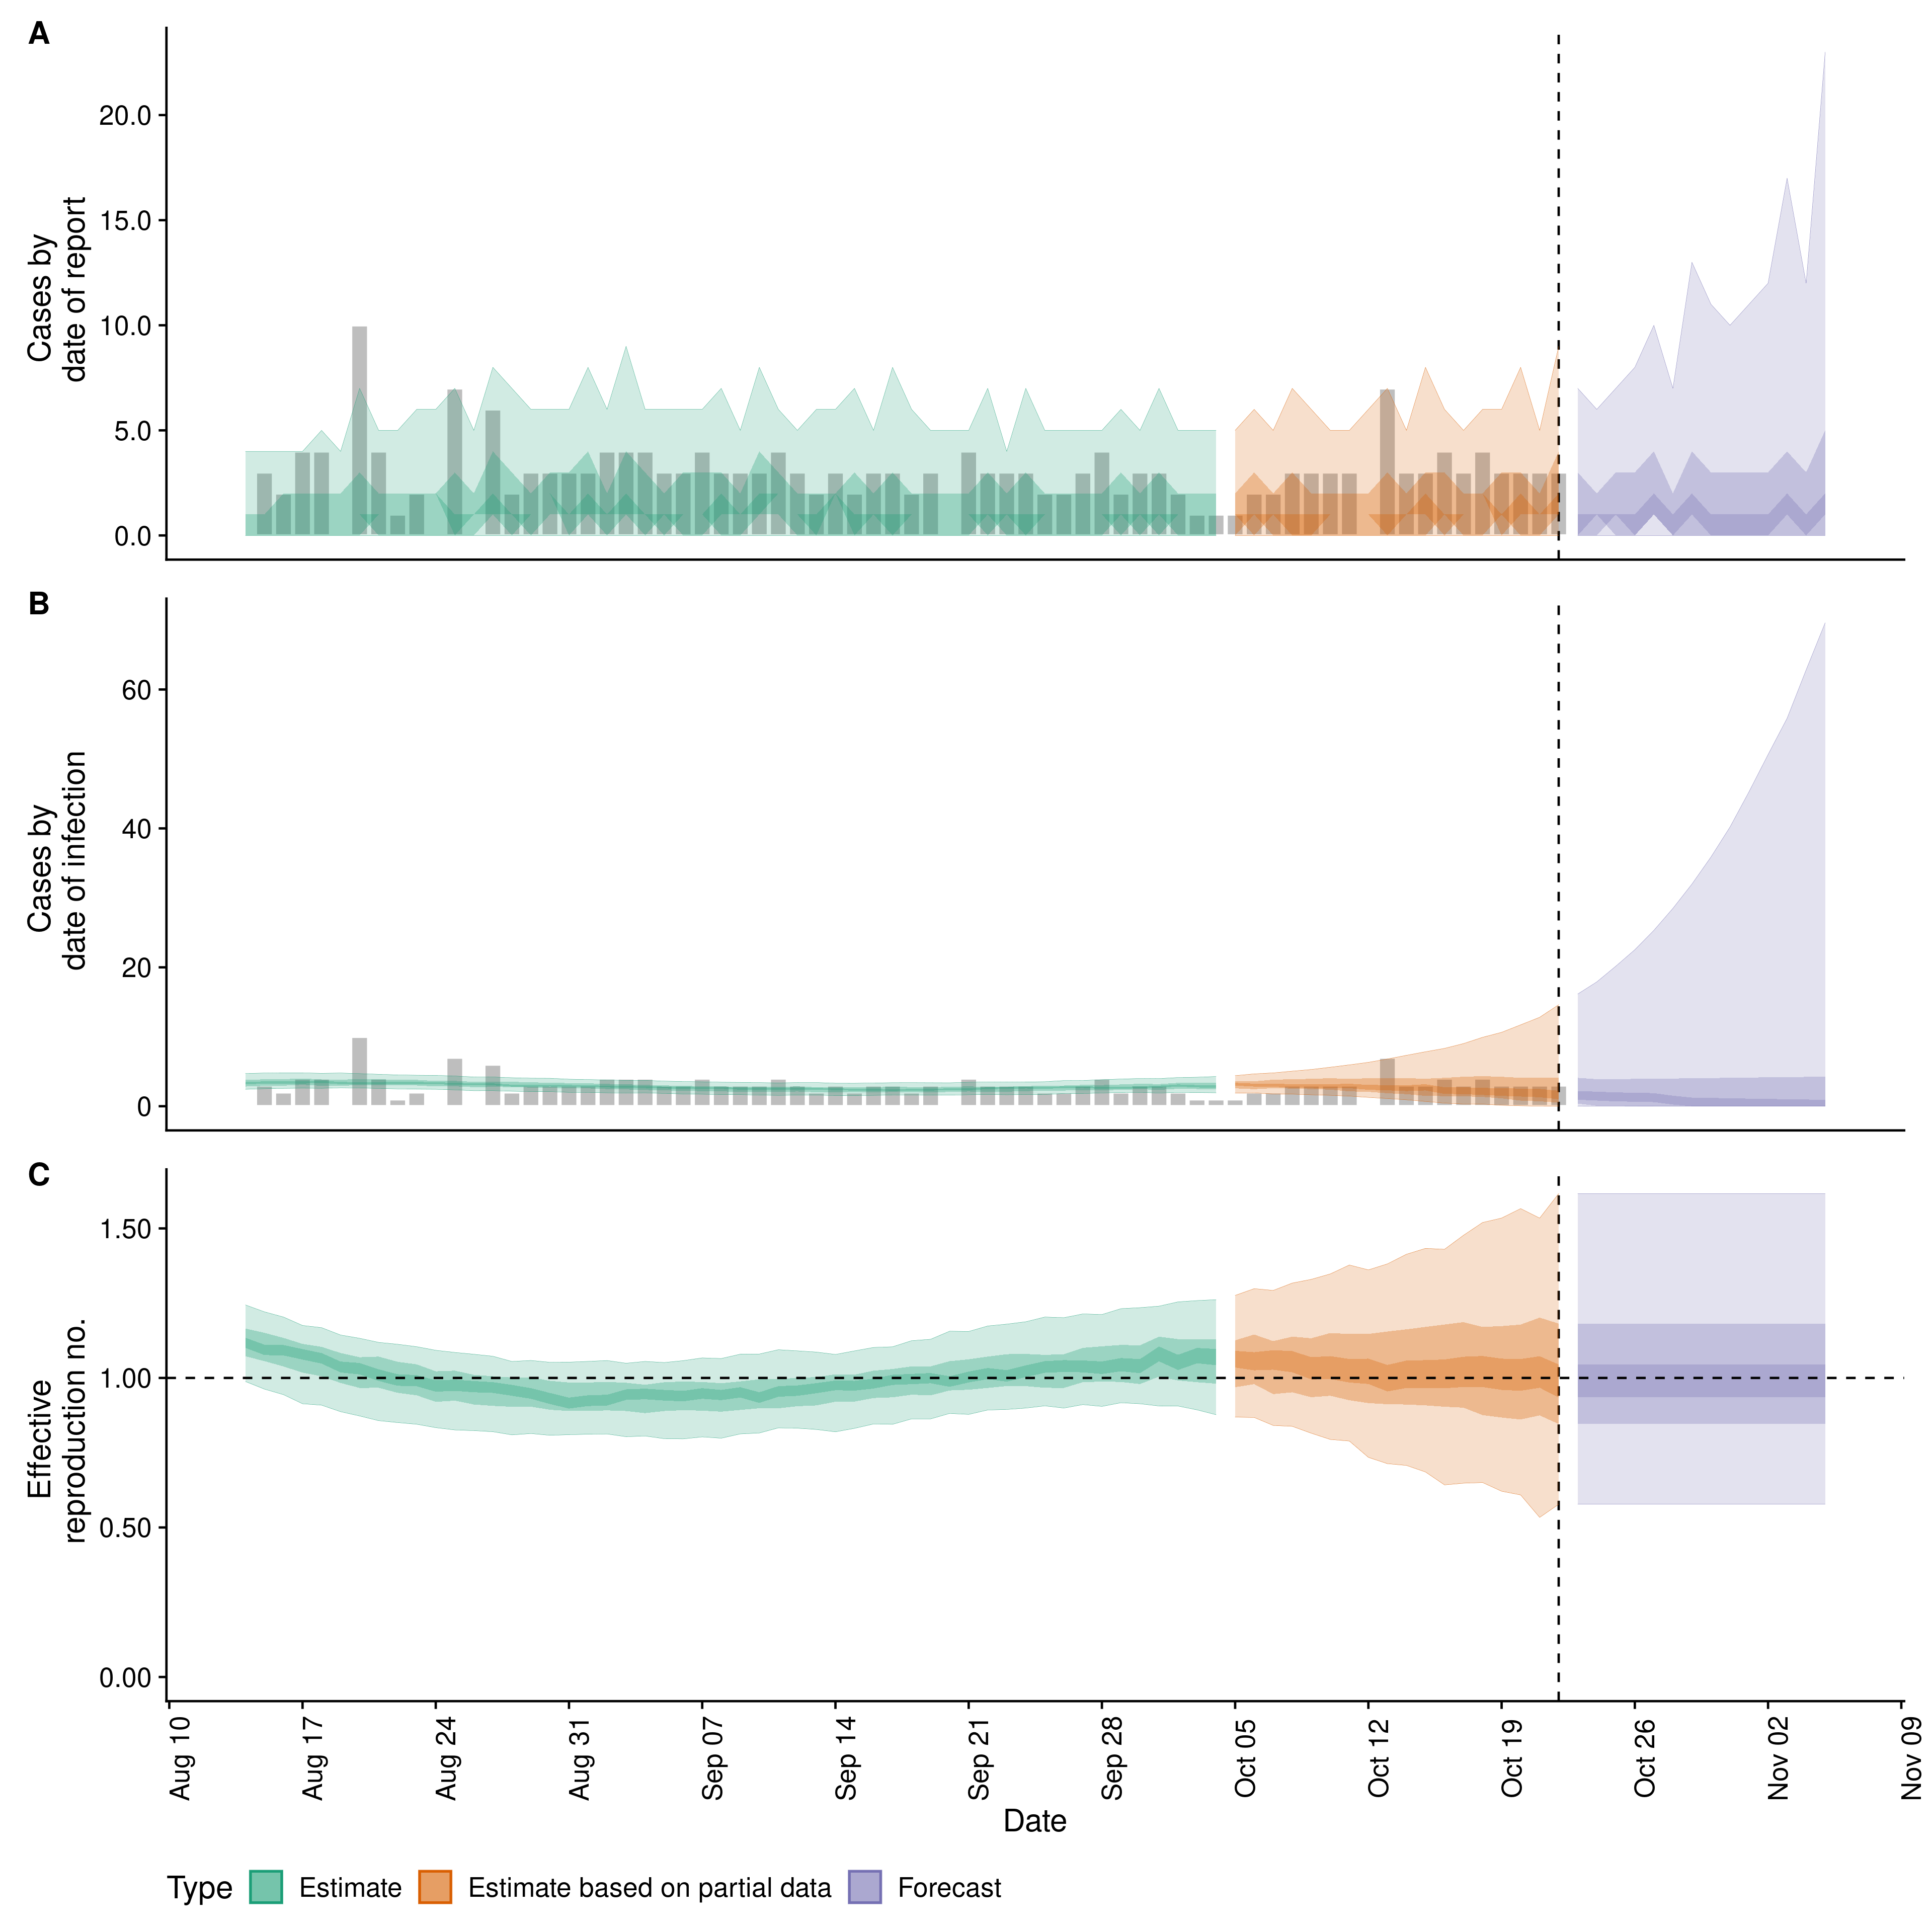 A
20.0
15.0
10.0
5.0
0.0
Cases by
date of report
B
60
40
20
0
Cases by
date of infection
C
1.50
1.00
0.50
0.00
Effective
reproduction no.
Aug 10
Aug 17
Aug 24
Aug 31
Sep 07
Sep 14
Sep 21
Sep 28
Oct 05
Oct 12
Oct 19
Oct 26
Nov 02
Nov 09
Date
Type Estimate Estimate based on partial data Forecast